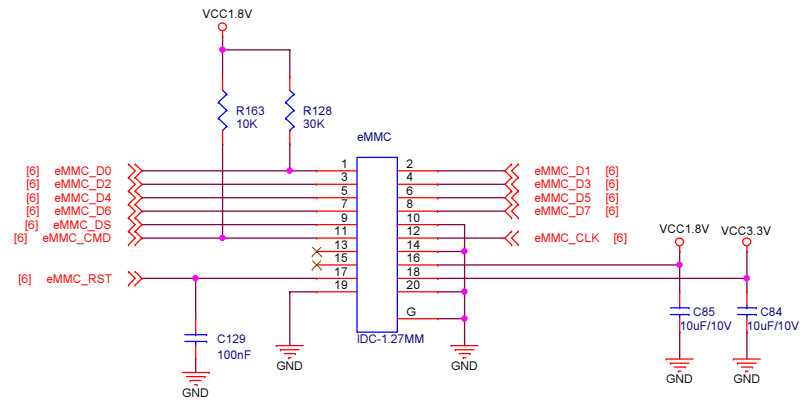 VCC1.8V
R163
10K
R128
30K
eMMC
[6] eMMC_D0 1 2 eMMC_D1 [6]
[6] eMMC_D2 3 4 eMMC_D3 [6]
[6] eMMC_D4 5 6 eMMC_D5 [6]
[6] eMMC_D6 7 8 eMMC_D7 [6]
[6] eMMC_DS 9 10
[6] eMMC_CMD 11 12 eMMC_CLK [6]
13 14
15 16
[6] eMMC_RST 17 18
19 20
G
IDC-1.27MM
VCC1.8V VCC3.3V
C85
10uF/10V
C84
10uF/10V
C129
100nF
GND GND GND GND GND